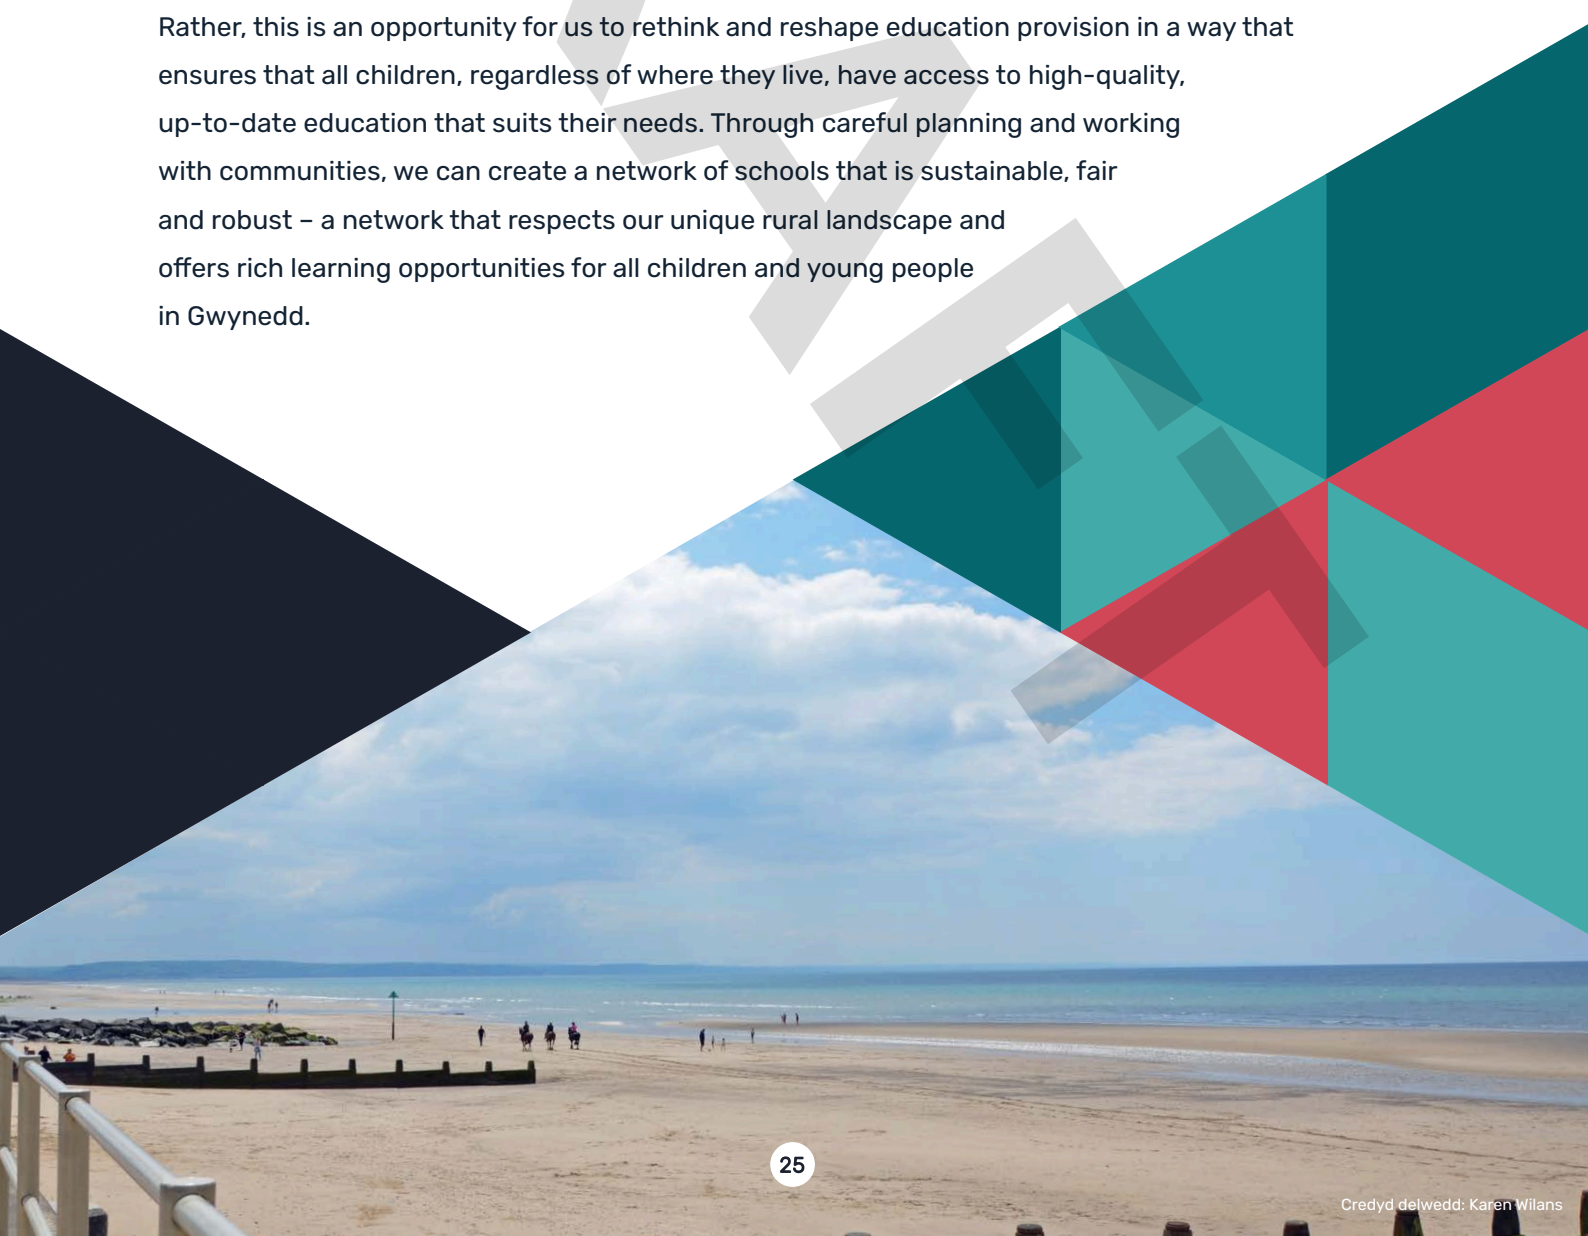 Rather, this is an opportunity for us to rethink and reshape education provision in a way that
ensures that all children, regardless of where they live, have access to high-quality,
up-to-date education that suits their needs. Through careful planning and working
with communities, we can create a network of schools that is sustainable, fair
and robust – a network that respects our unique rural landscape and
offers rich learning opportunities for all children and young people
in Gwynedd.
25
Credyd delwedd: Karen Wilans